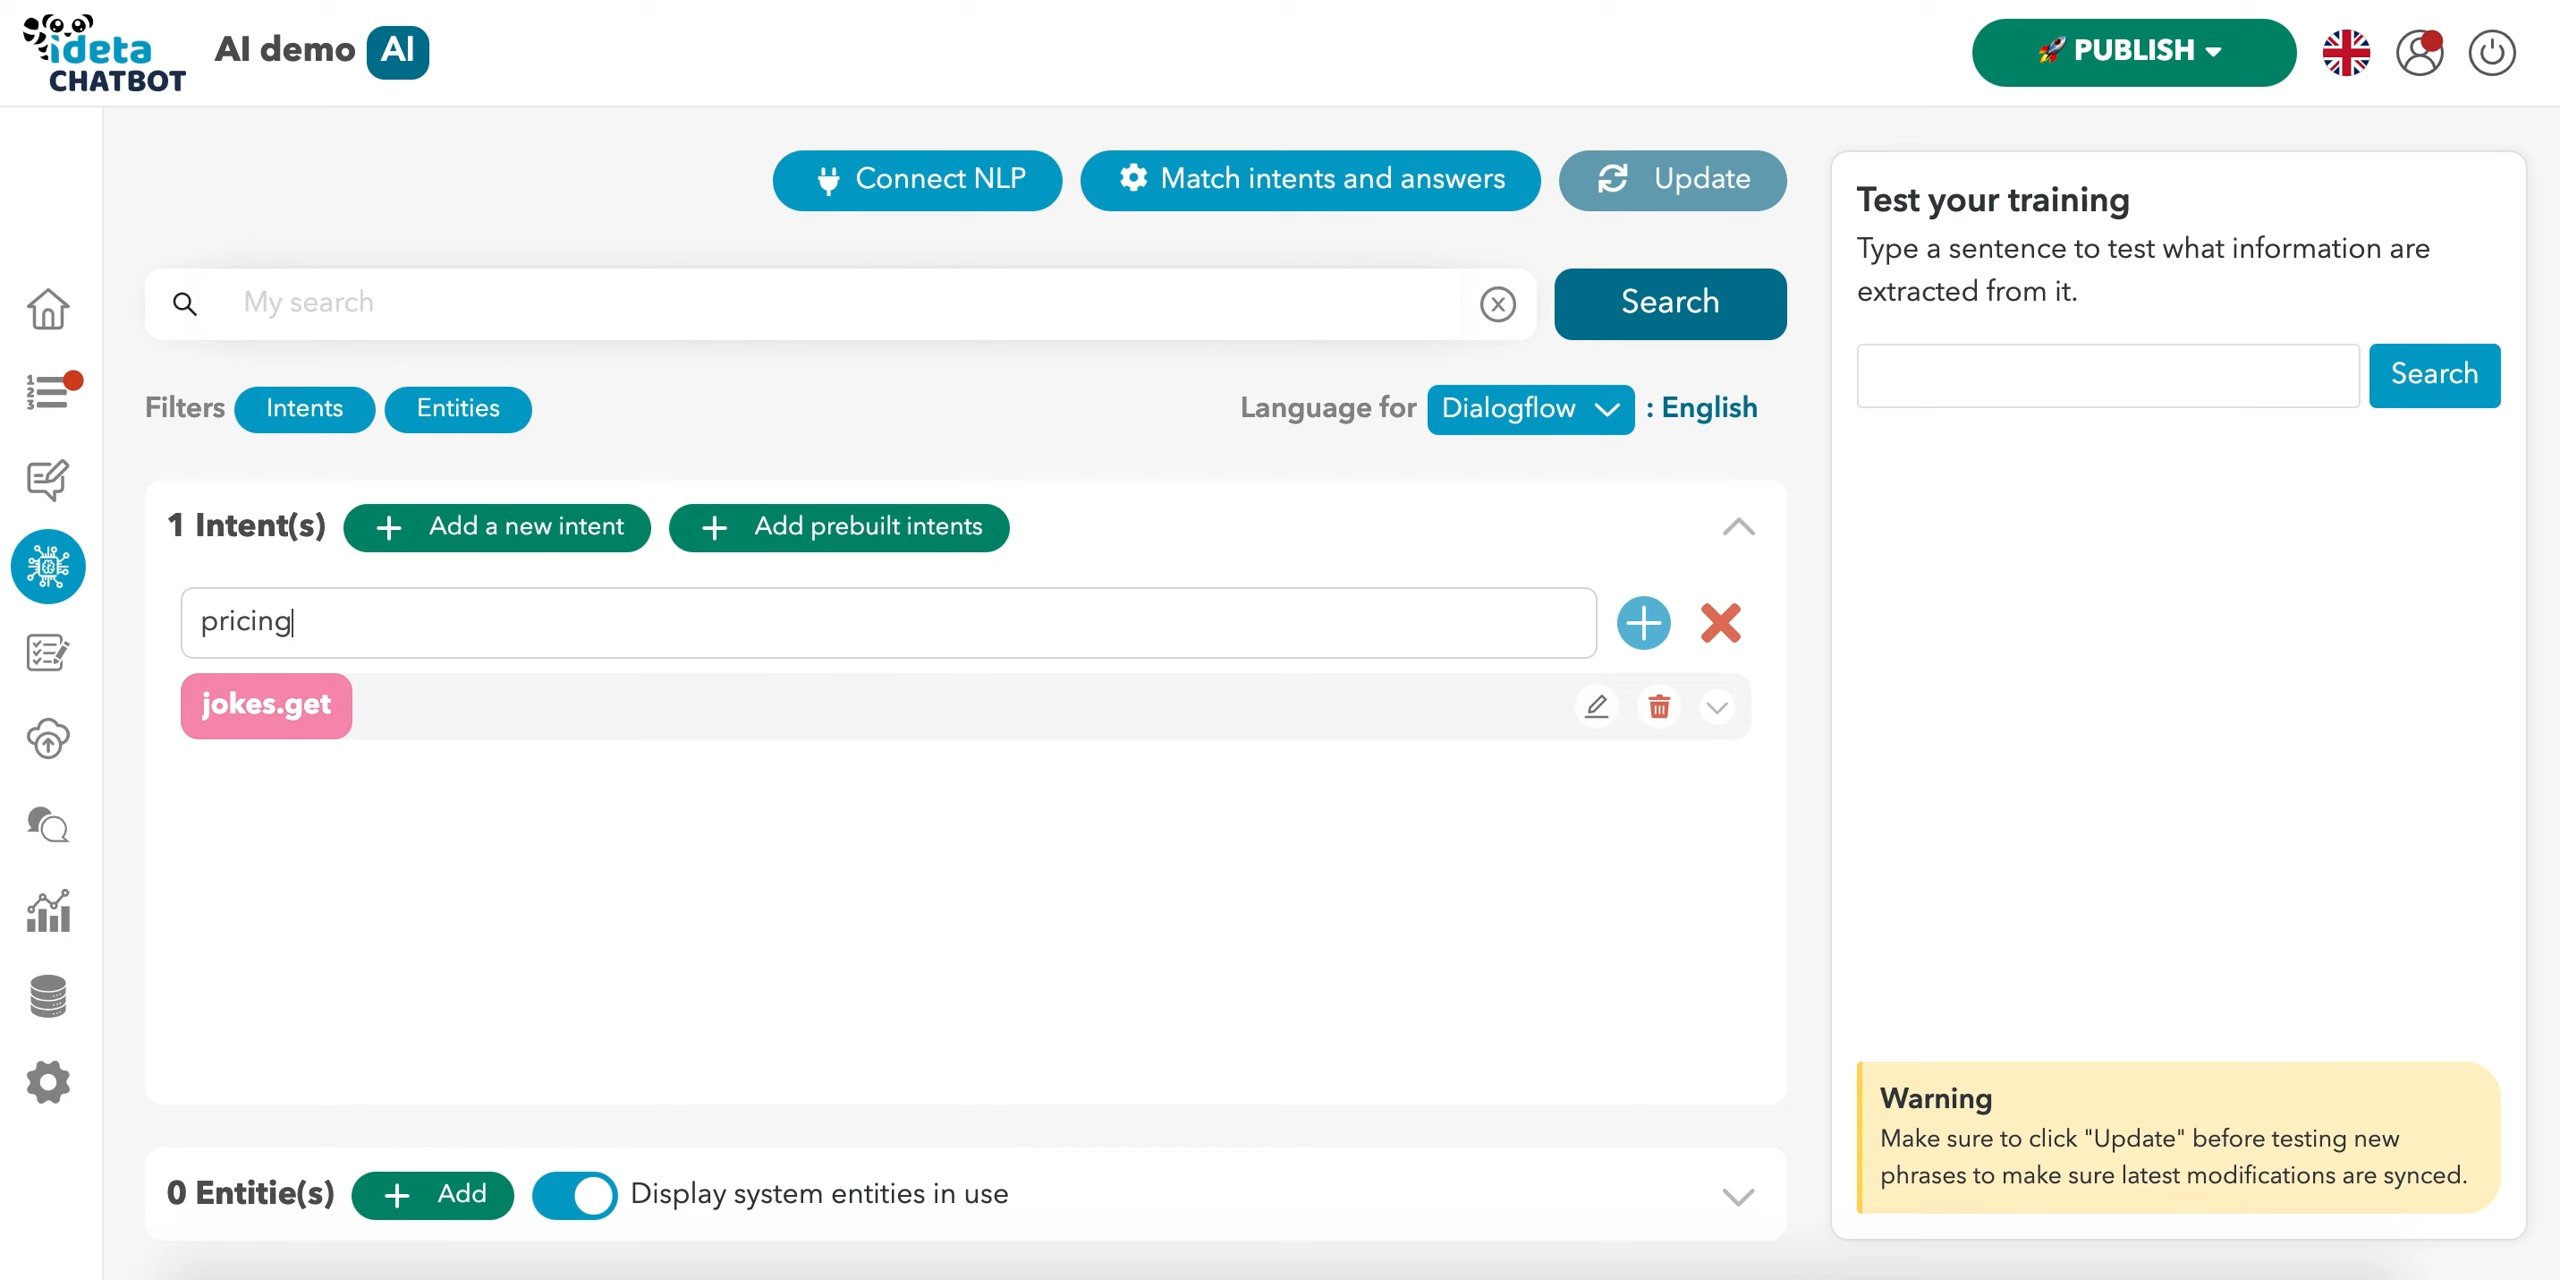 ideta
CHATBOT
AI demo AI
🚀 PUBLISH
Connect NLP
Match intents and answers
Update
My search
Search
Filters Intents Entities
Language for Dialogflow : English
1 Intent(s) + Add a new intent + Add prebuilt intents
pricing
jokes.get
0 Entitie(s) + Add Display system entities in use
1
2
3
Test your training
Type a sentence to test what information are
extracted from it.
Search
Warning
Make sure to click "Update" before testing new
phrases to make sure latest modifications are synced.